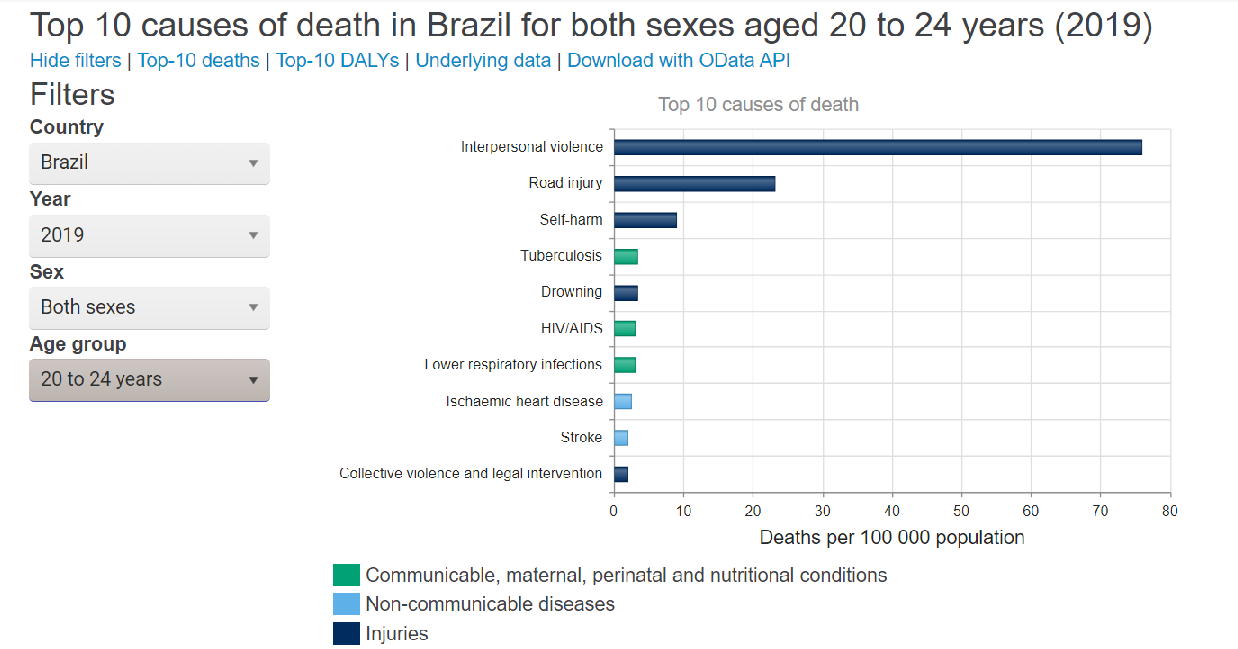 Top 10 causes of death in Brazil for both sexes aged 20 to 24 years (2019)
Hide filters | Top-10 deaths | Top-10 DALYs | Underlying data | Download with OData API
Filters
Country
Brazil
Year
2019
Sex
Both sexes
Age group
20 to 24 years
Top 10 causes of death
Interpersonal violence
Road injury
Self-harm
Tuberculosis
Drowning
HIV/AIDS
Lower respiratory infections
Ischaemic heart disease
Stroke
Collective violence and legal intervention
0 10 20 30 40 50 60 70 80
Deaths per 100 000 population
Communicable, maternal, perinatal and nutritional conditions
Non-communicable diseases
Injuries